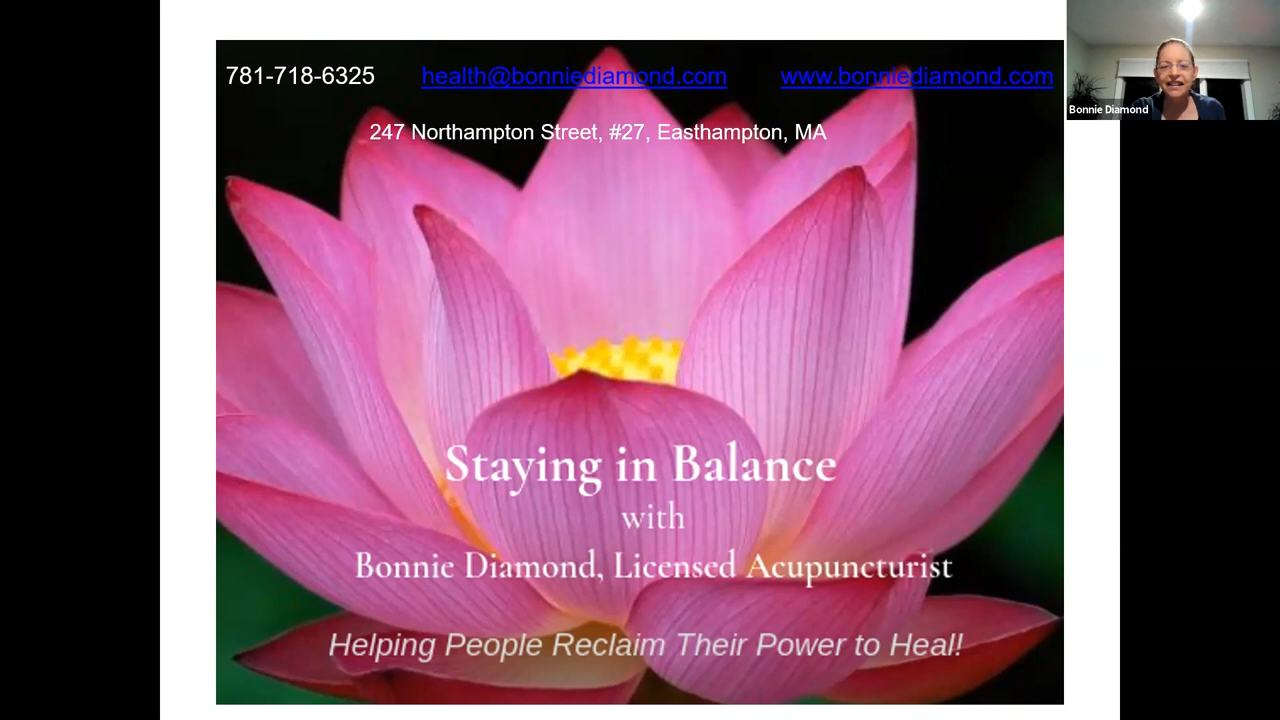 781-718-6325 health@bonniediamond.com www.bonniediamond.com
247 Northampton Street, #27, Easthampton, MA
Bonnie Diamond
Staying in Balance
with
Bonnie Diamond, Licensed Acupuncturist
Helping People Reclaim Their Power to Heal!